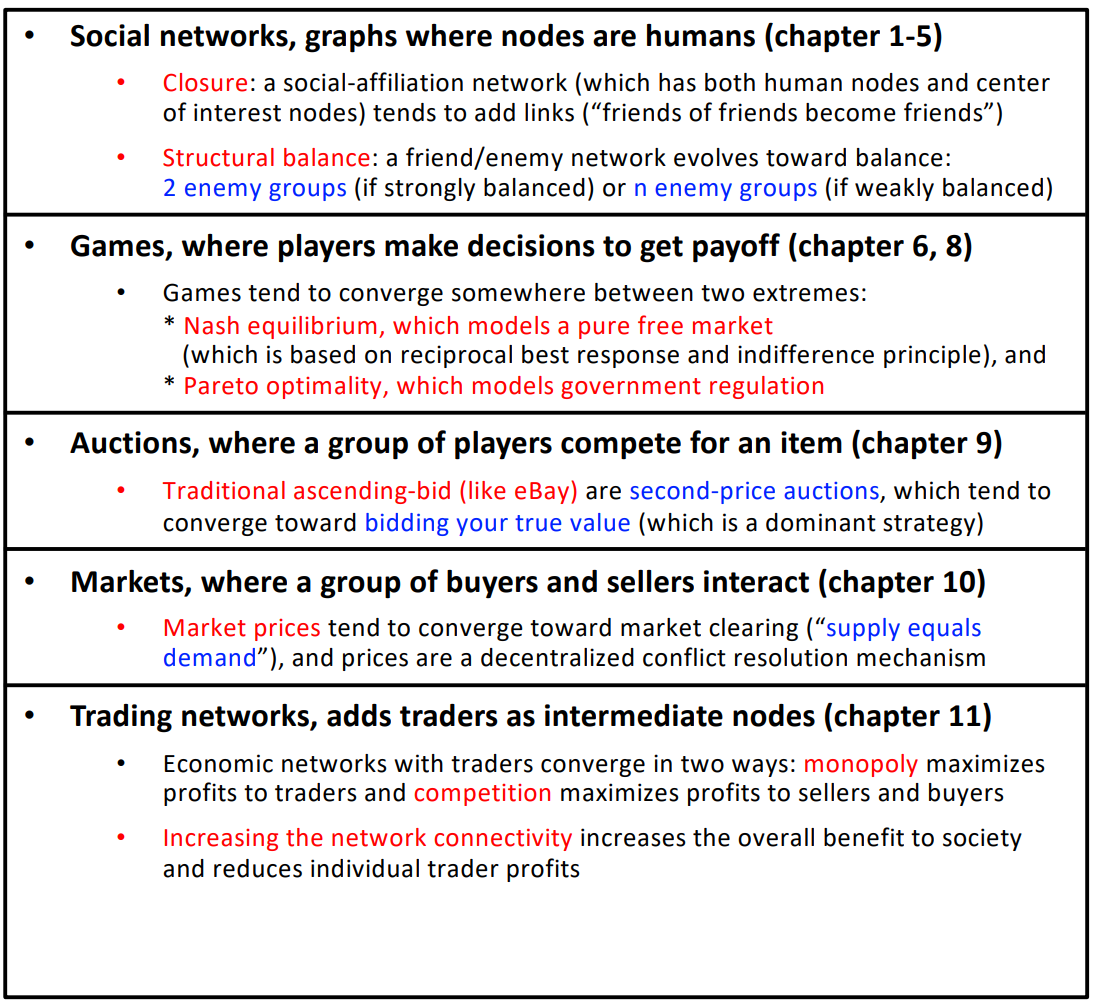 • Social networks, graphs where nodes are humans (chapter 1-5)
• Closure: a social-affiliation network (which has both human nodes and center
of interest nodes) tends to add links (“friends of friends become friends”)
• Structural balance: a friend/enemy network evolves toward balance:
2 enemy groups (if strongly balanced) or n enemy groups (if weakly balanced)
• Games, where players make decisions to get payoff (chapter 6, 8)
• Games tend to converge somewhere between two extremes:
* Nash equilibrium, which models a pure free market
(which is based on reciprocal best response and indifference principle), and
* Pareto optimality, which models government regulation
• Auctions, where a group of players compete for an item (chapter 9)
• Traditional ascending-bid (like eBay) are second-price auctions, which tend to
converge toward bidding your true value (which is a dominant strategy)
• Markets, where a group of buyers and sellers interact (chapter 10)
• Market prices tend to converge toward market clearing (“supply equals
demand”), and prices are a decentralized conflict resolution mechanism
• Trading networks, adds traders as intermediate nodes (chapter 11)
• Economic networks with traders converge in two ways: monopoly maximizes
profits to traders and competition maximizes profits to sellers and buyers
• Increasing the network connectivity increases the overall benefit to society
and reduces individual trader profits